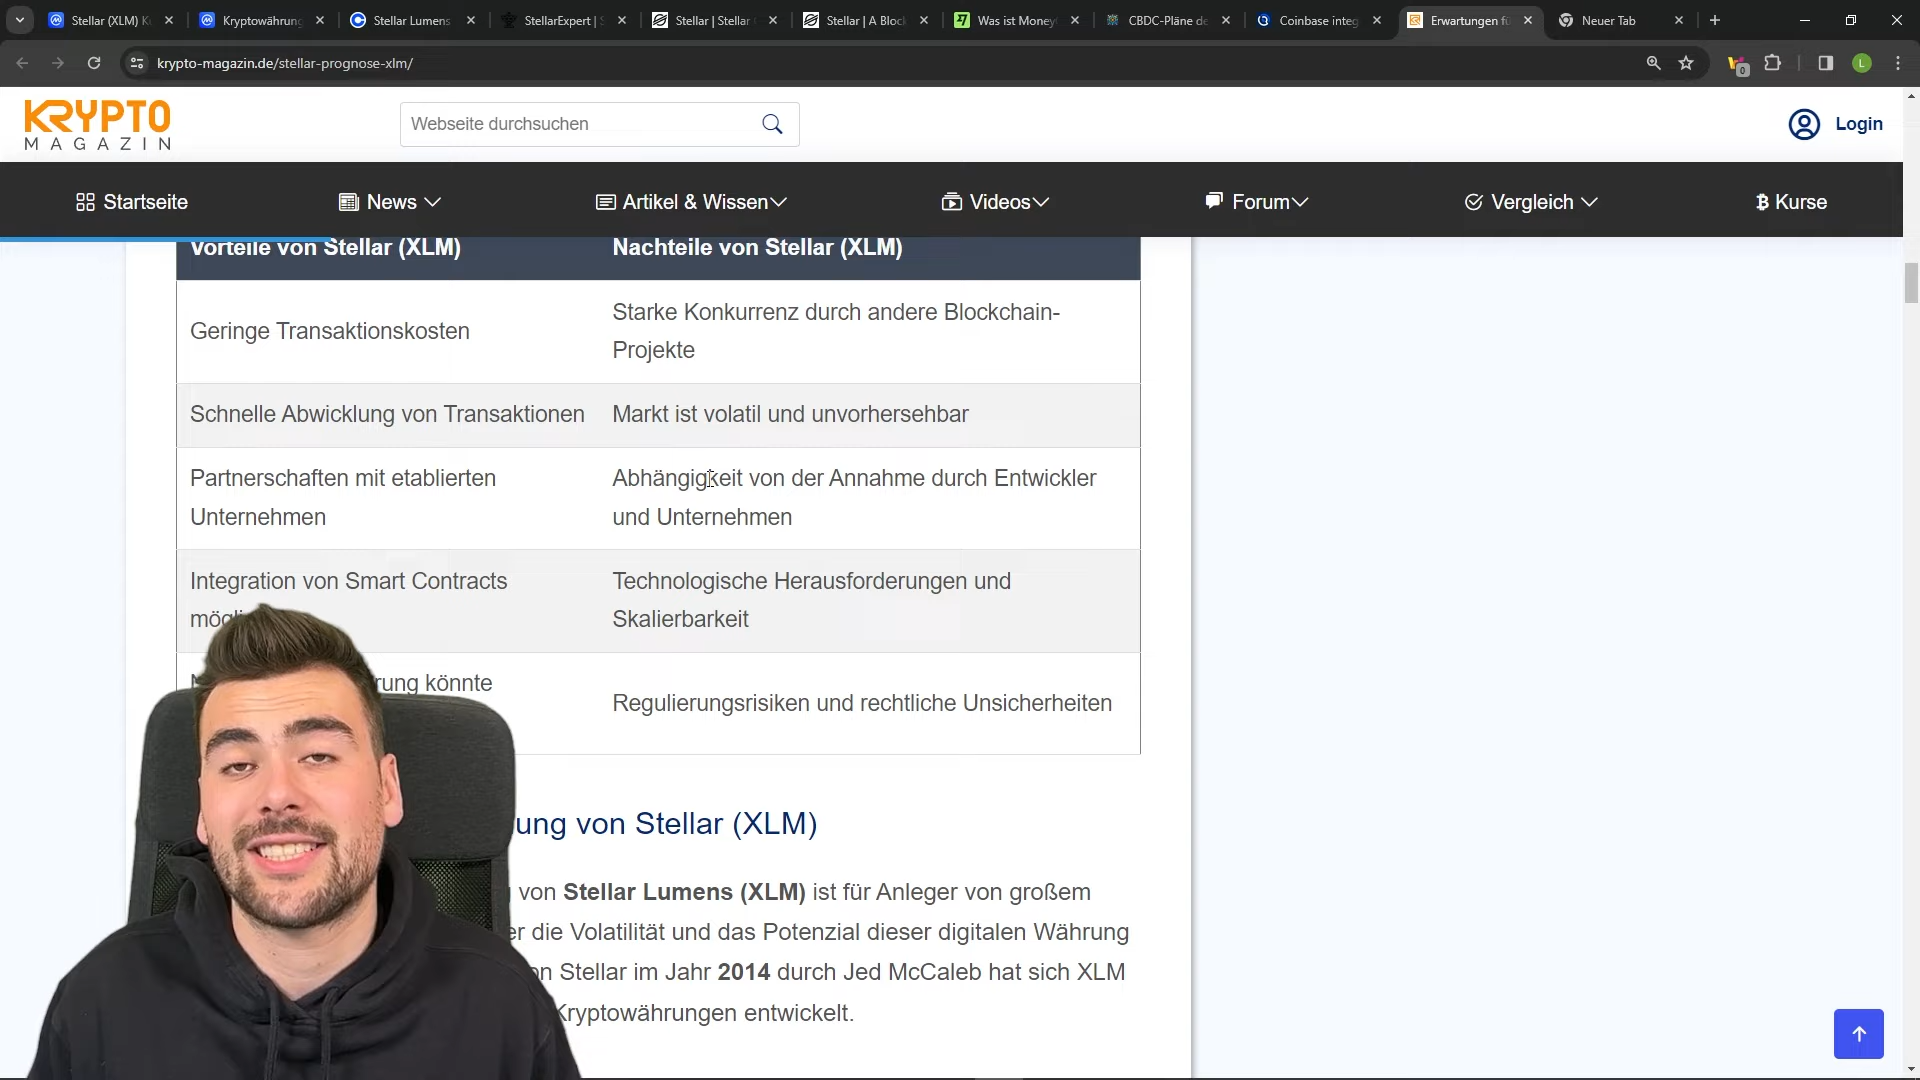 Stellar (XLM) K
Kryptowährun
Stellar Lumens
StellarExpert | S
Stellar | Stellar
Stellar | A Bloc
Was ist Money
CBDC-Pläne de
Coinbase integ
Erwartungen fü
Neuer Tab
krypto-magazin.de/stellar-prognose-xlm/
0
L
KRYPTO
MAGAZIN
Webseite durchsuchen
Login
Startseite
News
Artikel & Wissen
Videos
Forum
Vergleich
Kurse
Vorteile von Stellar (XLM)
Nachteile von Stellar (XLM)
Geringe Transaktionskosten
Starke Konkurrenz durch andere Blockchain-
Projekte
Schnelle Abwicklung von Transaktionen
Markt ist volatil und unvorhersehbar
Partnerschaften mit etablierten
Unternehmen
Abhängigkeit von der Annahme durch Entwickler
und Unternehmen
Integration von Smart Contracts
mögli
Technologische Herausforderungen und
Skalierbarkeit
rung könnte
Regulierungsrisiken und rechtliche Unsicherheiten
ung von Stellar (XLM)
von Stellar Lumens (XLM) ist für Anleger von großem
er die Volatilität und das Potenzial dieser digitalen Währung
on Stellar im Jahr 2014 durch Jed McCaleb hat sich XLM
Kryptowährungen entwickelt.